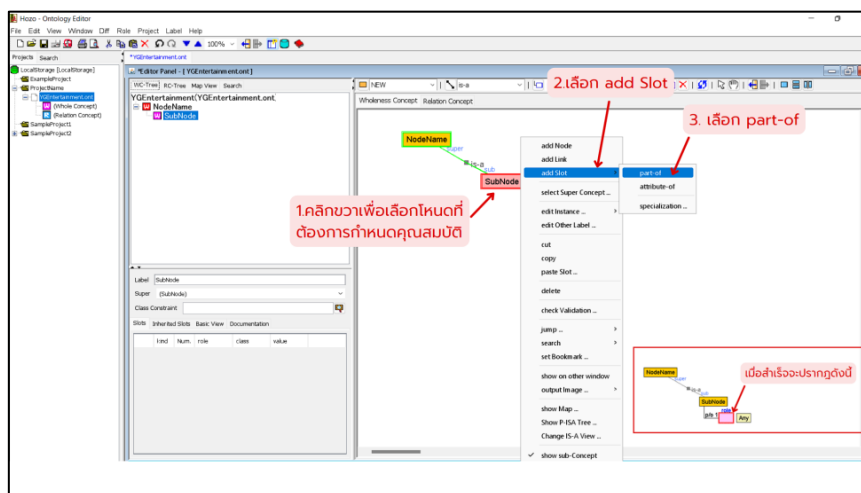 Hozo - Ontology Editor
File Edit View Window Diff Role Project Label Help
100%
Projects Search
*YGEntertainment.ont
LocalStorage [LocalStorage]
ExampleProject
ProjectName
YGEntertainment.ont
(Whole Concept)
(Relation Concept)
SampleProject1
SampleProject2
*Editor Panel - [ YGEntertainment.ont ]
WC-Tree RC-Tree Map View Search
YGEntertainment(YGEntertainment.ont)
NodeName
SubNode
NEW
is-a
Wholeness Concept Relation Concept
NodeName
super
is-a
sub
SubNode
1.คลิกขวาเพื่อเลือกโหนดที่
ต้องการกำหนดคุณสมบัติ
2.เลือก add Slot
3. เลือก part-of
add Node
add Link
add Slot
part-of
attribute-of
specialization ...
select Super Concept ...
edit Instance ...
edit Other Label ...
cut
copy
paste Slot ...
delete
check Validation ...
jump ...
search
set Bookmark ...
show on other window
output Image ...
show Map ...
Show P-ISA Tree ...
Change IS-A View ...
✓ show sub-Concept
Label SubNode
Super (SubNode)
Class Constraint
Slots Inherited Slots Basic View Documentation
Kind Num. role class value
NodeName
super
is-a
sub
SubNode
p/o 1
role
Any
เมื่อสำเร็จจะปรากฏดังนี้